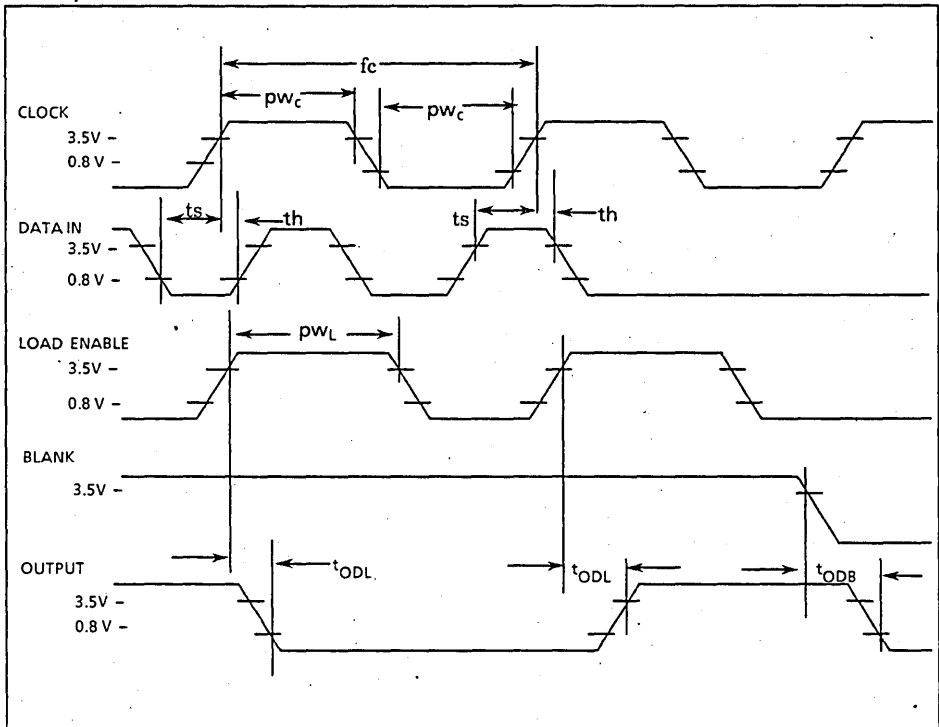 fc
pwc
pwc
CLOCK
3.5V –
0.8 V –
ts
th
ts
th
DATA IN
3.5V –
0.8 V –
pwL
LOAD ENABLE
3.5V –
0.8 V –
BLANK
3.5V –
tODL
tODL
tODB
OUTPUT
3.5V –
0.8 V –